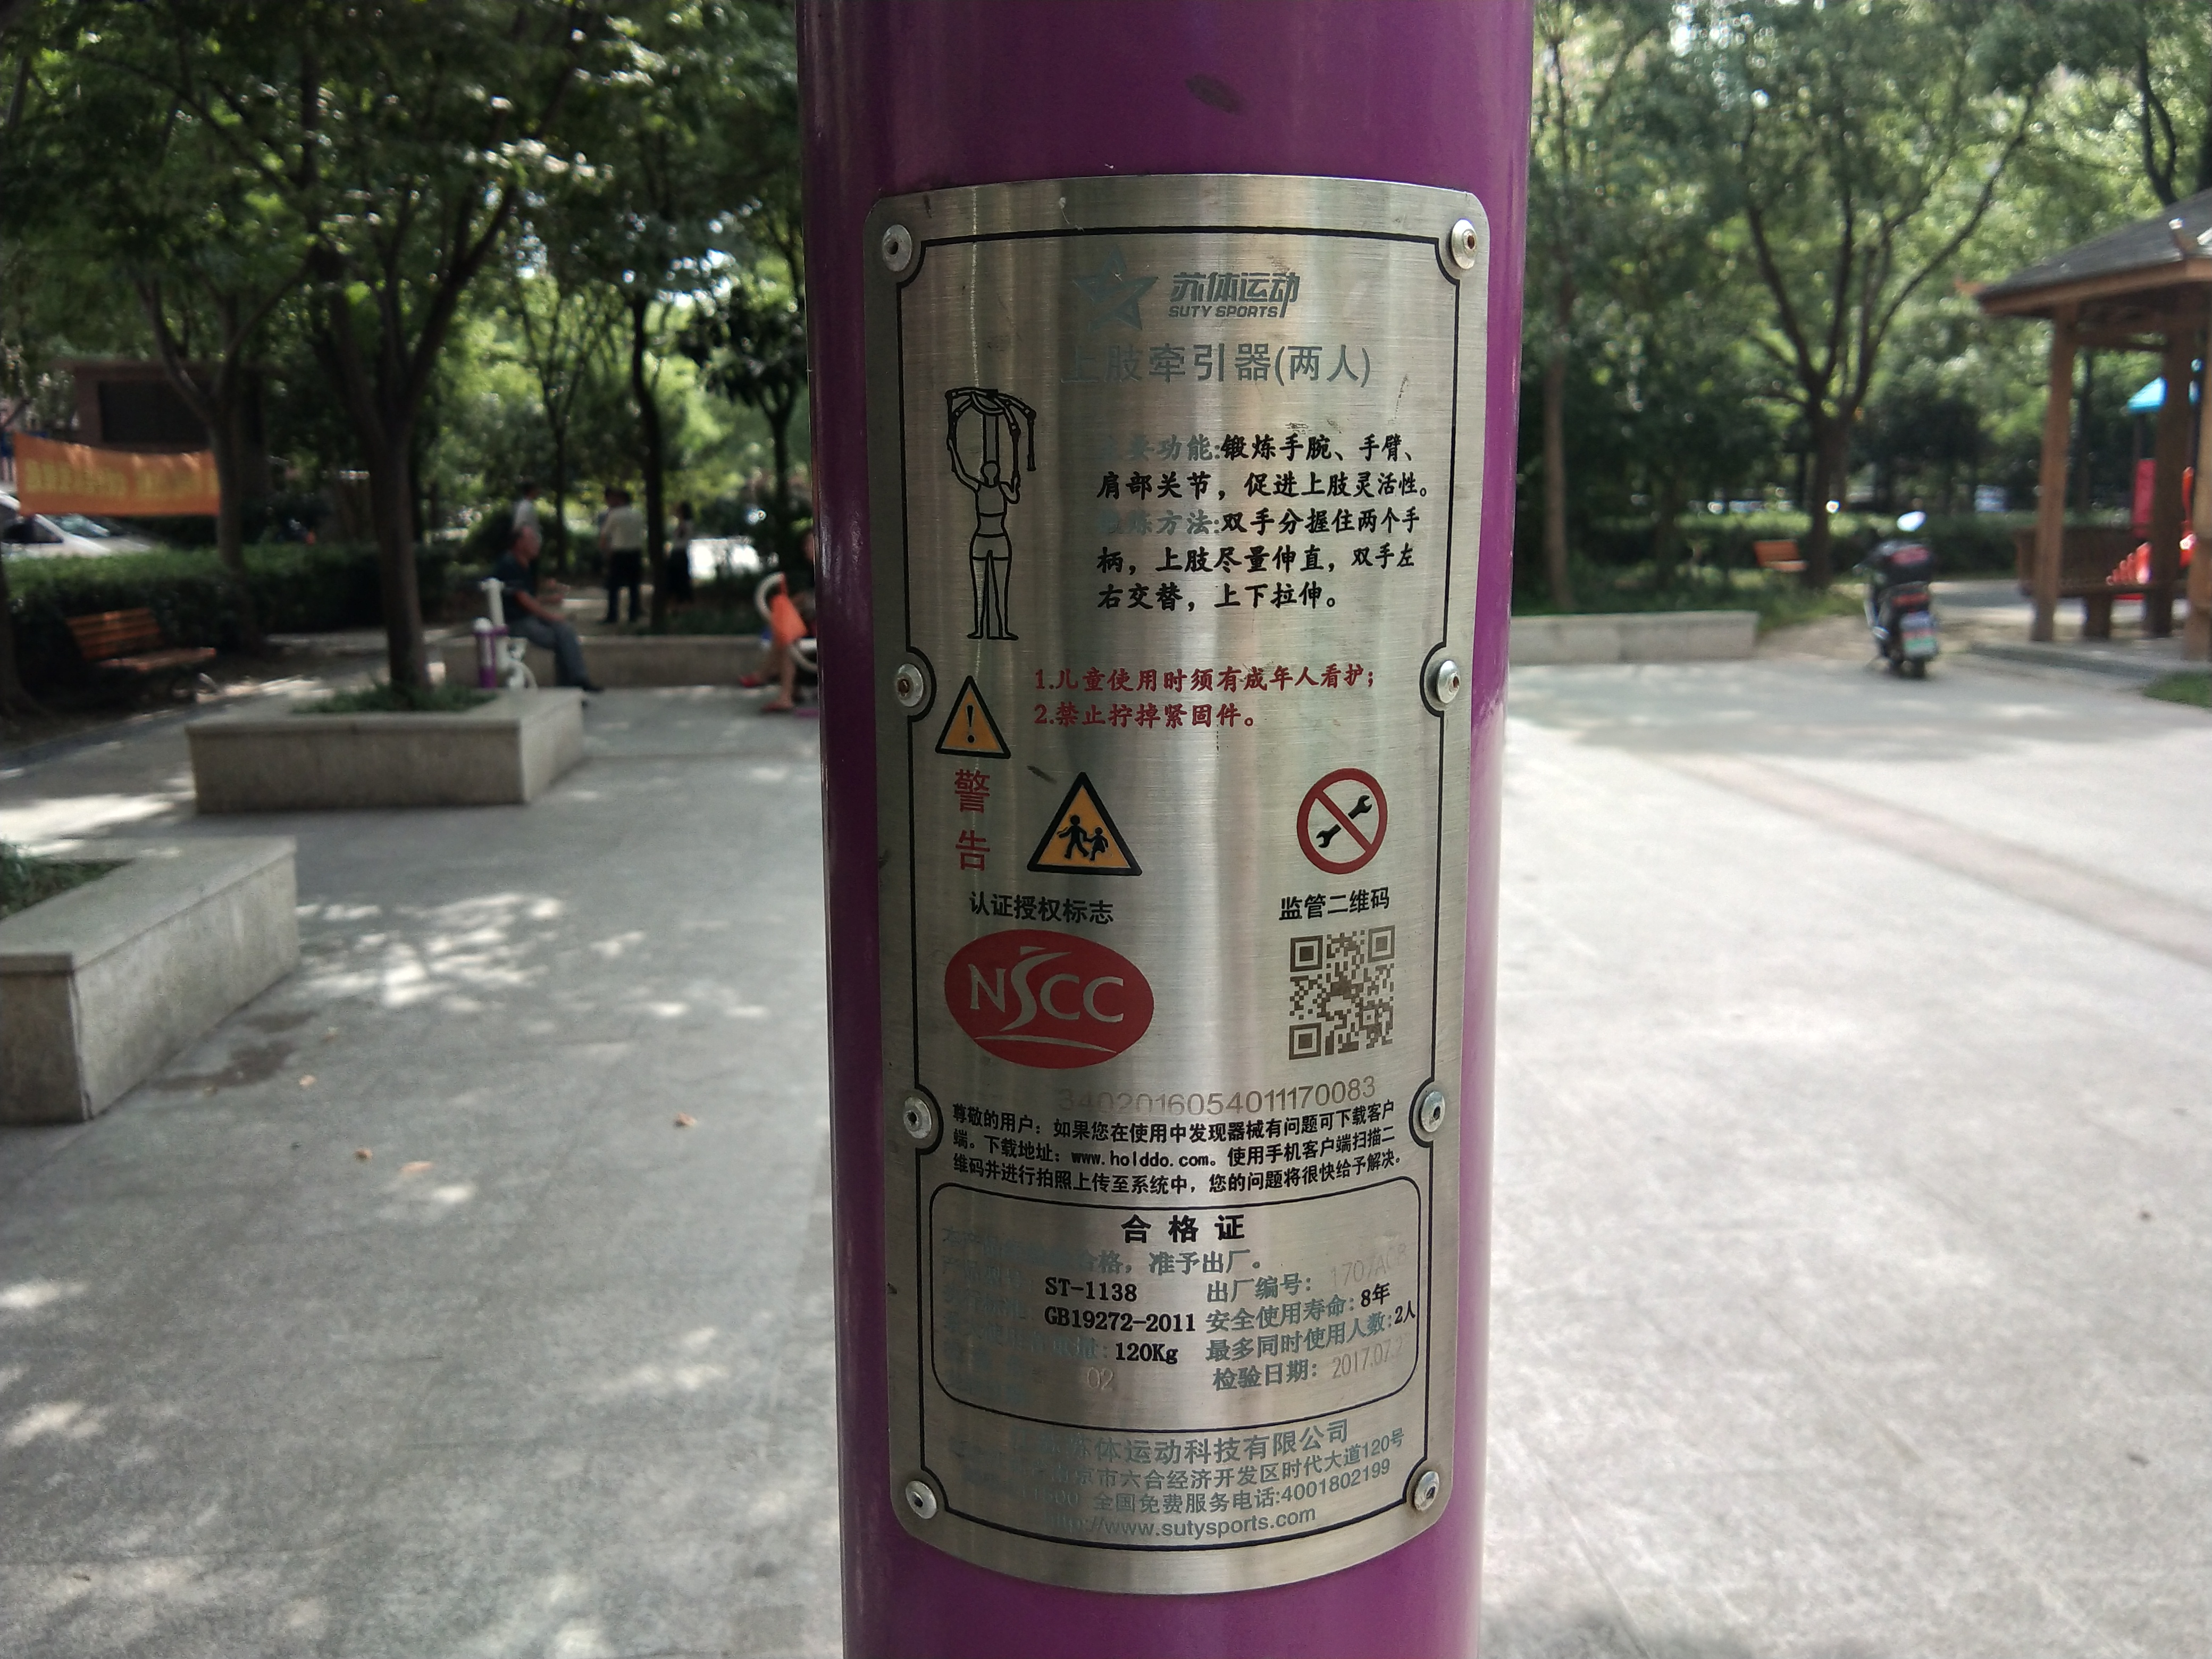 苏体运动
SUTY SPORTS
上肢牵引器(两人)
主要功能:锻炼手腕、手臂、
肩部关节，促进上肢灵活性。
锻炼方法:双手分握住两个手
柄，上肢尽量伸直，双手左
右交替，上下拉伸。
1.儿童使用时须有成年人看护;
2.禁止拧掉紧固件。
警告
认证授权标志
监管二维码
NSCC
3402016054011170083
尊敬的用户：如果您在使用中发现器械有问题可下载客户
端。下载地址：www.holddo.com。使用手机客户端扫描二
维码并进行拍照上传至系统中，您的问题将很快给予解决。
合格证
合格，准予出厂。
ST-1138 出厂编号：1707AC
GB19272-2011 安全使用寿命:8年
120Kg 最多同时使用人数:2人
02 检验日期：2017.07.2
苏体运动科技有限公司
南京市六合经济开发区时代大道120号
全国免费服务电话:4001802199
http://www.sutysports.com